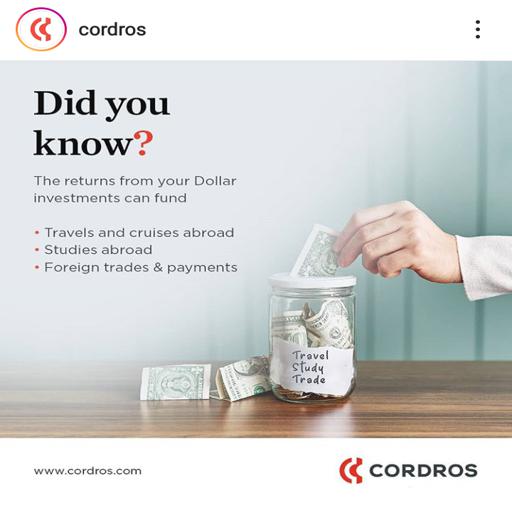 cordros
Did you
know?
The returns from your Dollar
investments can fund
• Travels and cruises abroad
• Studies abroad
• Foreign trades & payments
Travel
Study
Trade
www.cordros.com
CORDROS